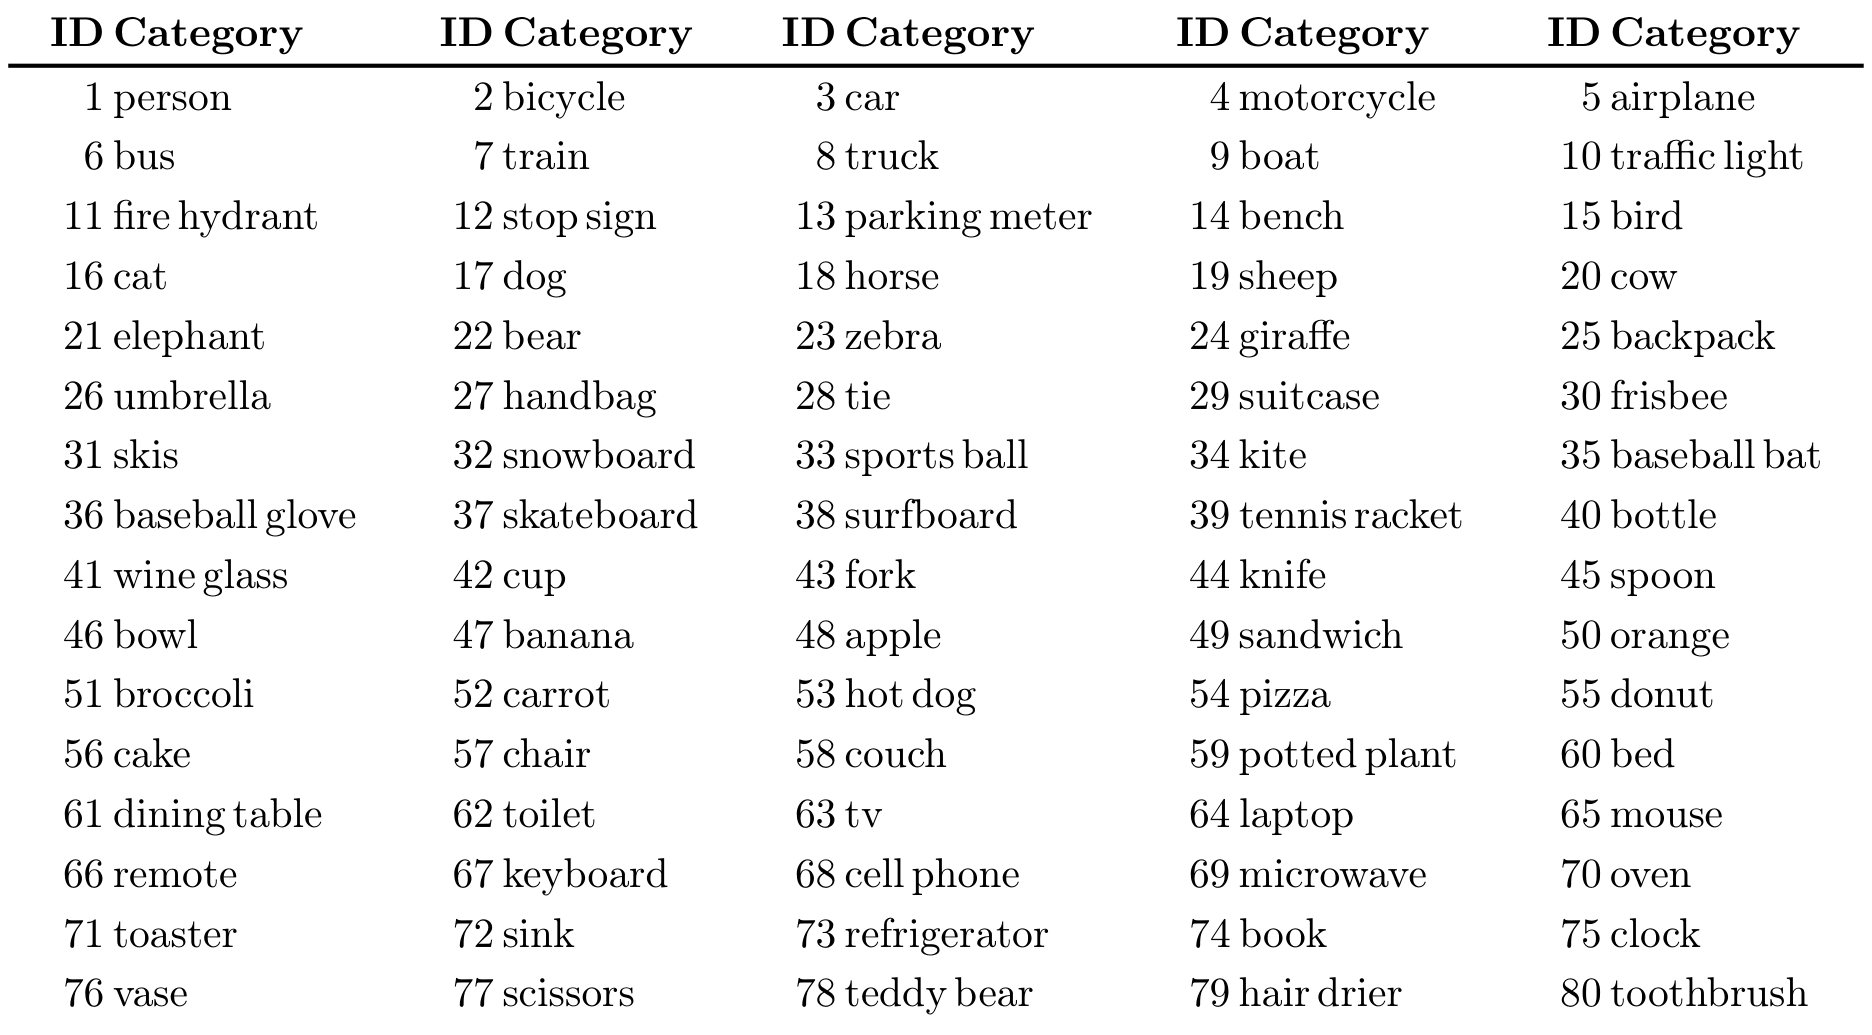 ID Category ID Category ID Category ID Category ID Category
1 person 2 bicycle 3 car 4 motorcycle 5 airplane
6 bus 7 train 8 truck 9 boat 10 traffic light
11 fire hydrant 12 stop sign 13 parking meter 14 bench 15 bird
16 cat 17 dog 18 horse 19 sheep 20 cow
21 elephant 22 bear 23 zebra 24 giraffe 25 backpack
26 umbrella 27 handbag 28 tie 29 suitcase 30 frisbee
31 skis 32 snowboard 33 sports ball 34 kite 35 baseball bat
36 baseball glove 37 skateboard 38 surfboard 39 tennis racket 40 bottle
41 wine glass 42 cup 43 fork 44 knife 45 spoon
46 bowl 47 banana 48 apple 49 sandwich 50 orange
51 broccoli 52 carrot 53 hot dog 54 pizza 55 donut
56 cake 57 chair 58 couch 59 potted plant 60 bed
61 dining table 62 toilet 63 tv 64 laptop 65 mouse
66 remote 67 keyboard 68 cell phone 69 microwave 70 oven
71 toaster 72 sink 73 refrigerator 74 book 75 clock
76 vase 77 scissors 78 teddy bear 79 hair drier 80 toothbrush